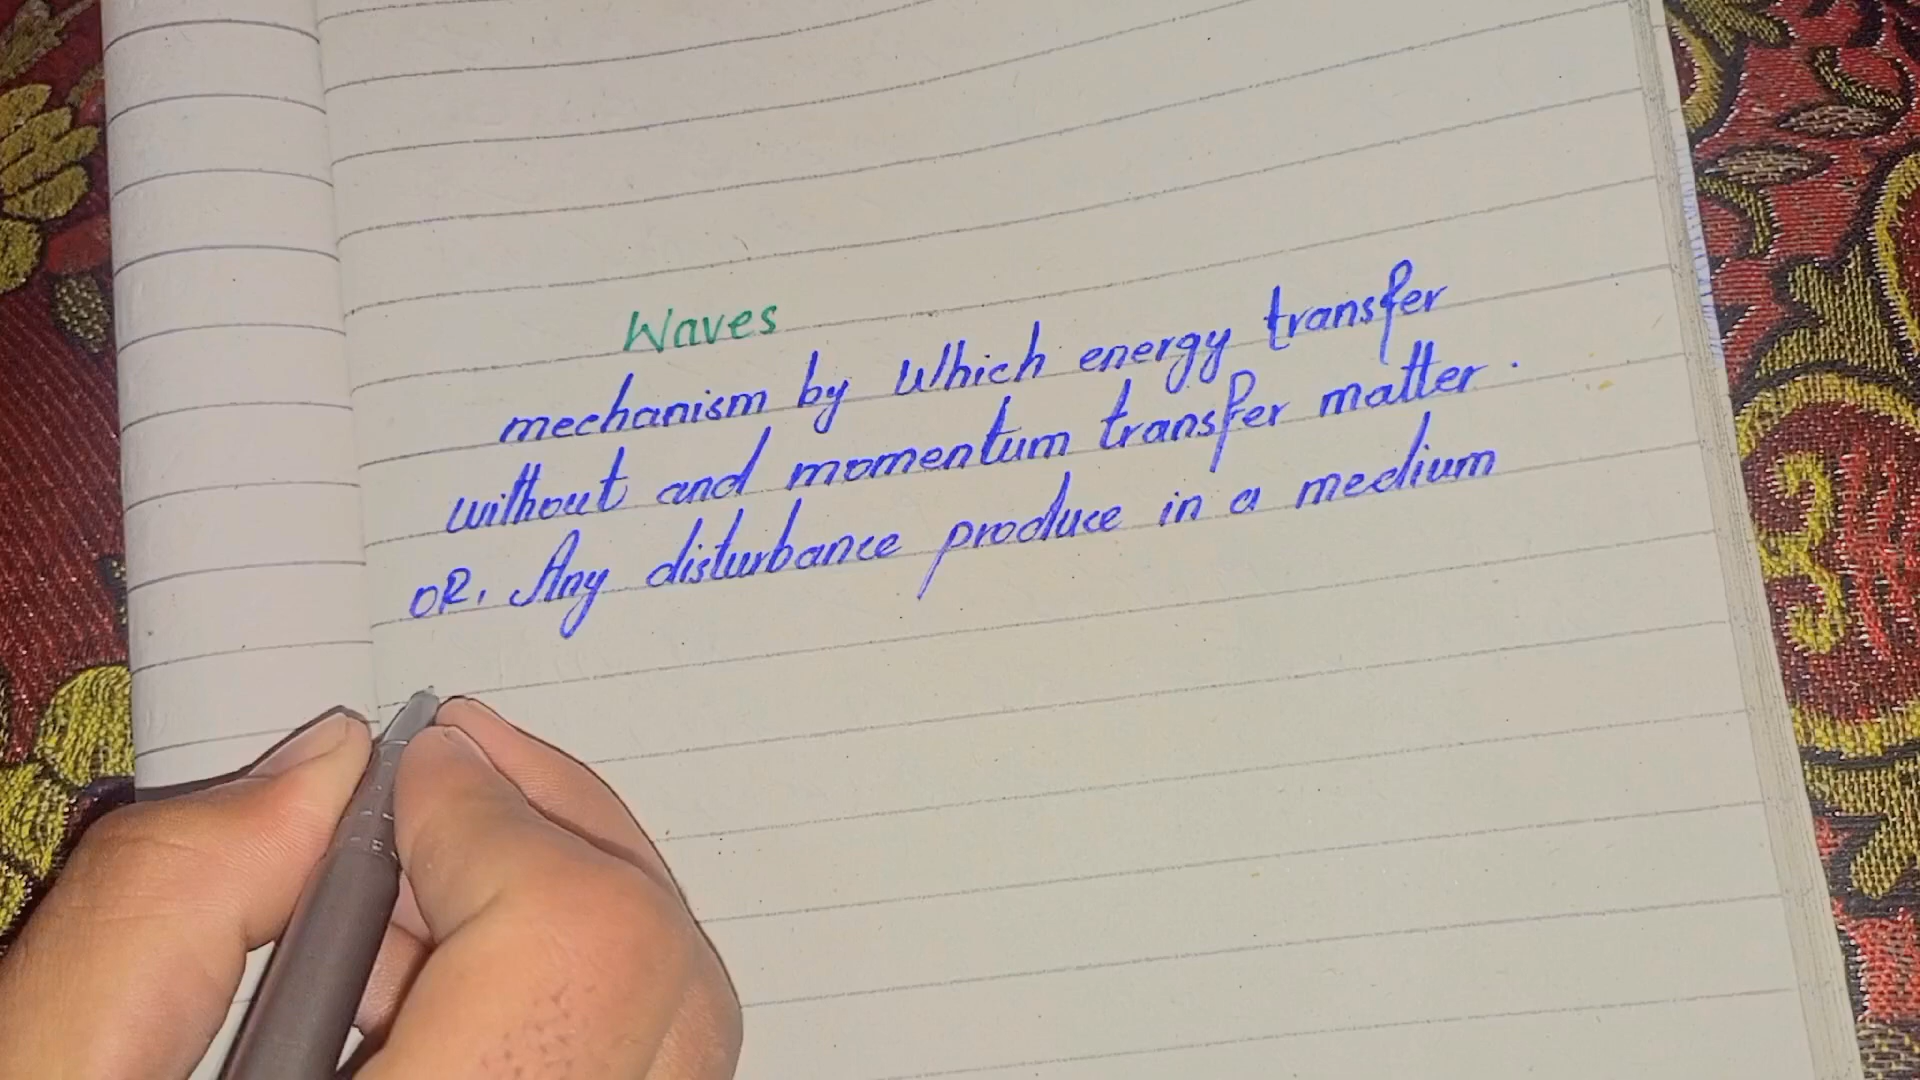 Waves
mechanism by which energy transfer
without and momentum transfer matter.
OR. Any disturbance produce in a medium